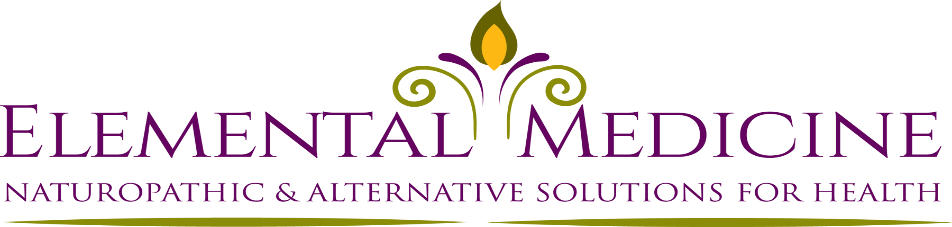 ELEMENTAL MEDICINE
NATUROPATHIC & ALTERNATIVE SOLUTIONS FOR HEALTH